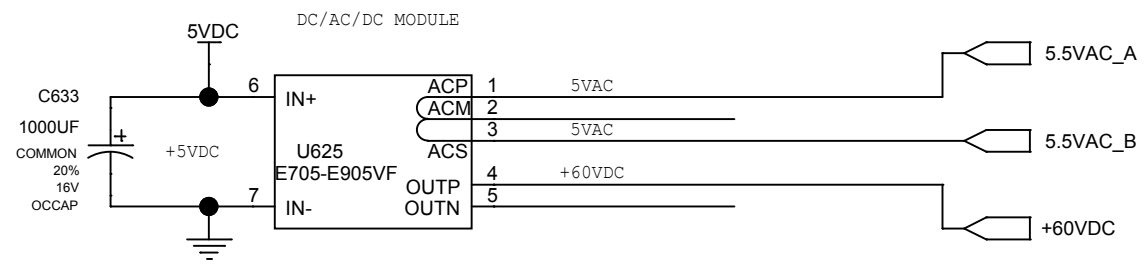 DC/AC/DC MODULE
5VDC
5.5VAC_A
C633
6
IN+
ACP
1
5VAC
1000UF
+
ACM
2
COMMON
+5VDC
U625
3
5VAC
5.5VAC_B
20%
ACS
16V
E705-E905VF
4
+60VDC
OCCAP
7
IN-
OUTP
OUTN
5
+60VDC